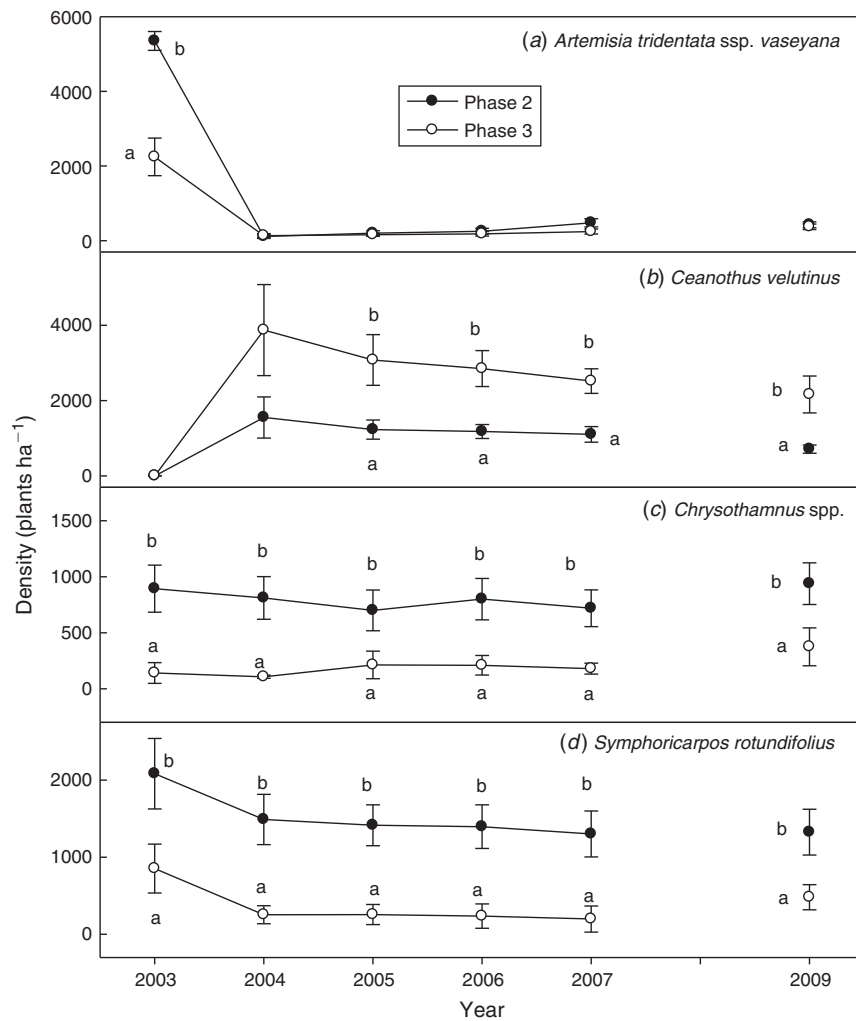 6000
(a) Artemisia tridentata ssp. vaseyana
b
Phase 2
4000
Phase 3
a
2000
0
(b) Ceanothus velutinus
4000
b b b
b
2000
a
a a a
0
Density (plants ha−1)
(c) Chrysothamnus spp.
1500
b b b b b
1000
b
500
a a a
0
a a a
(d) Symphoricarpos rotundifolius
2000
b b b b b
b
1000
a a a a a
a
0
2003 2004 2005 2006 2007 2009
Year